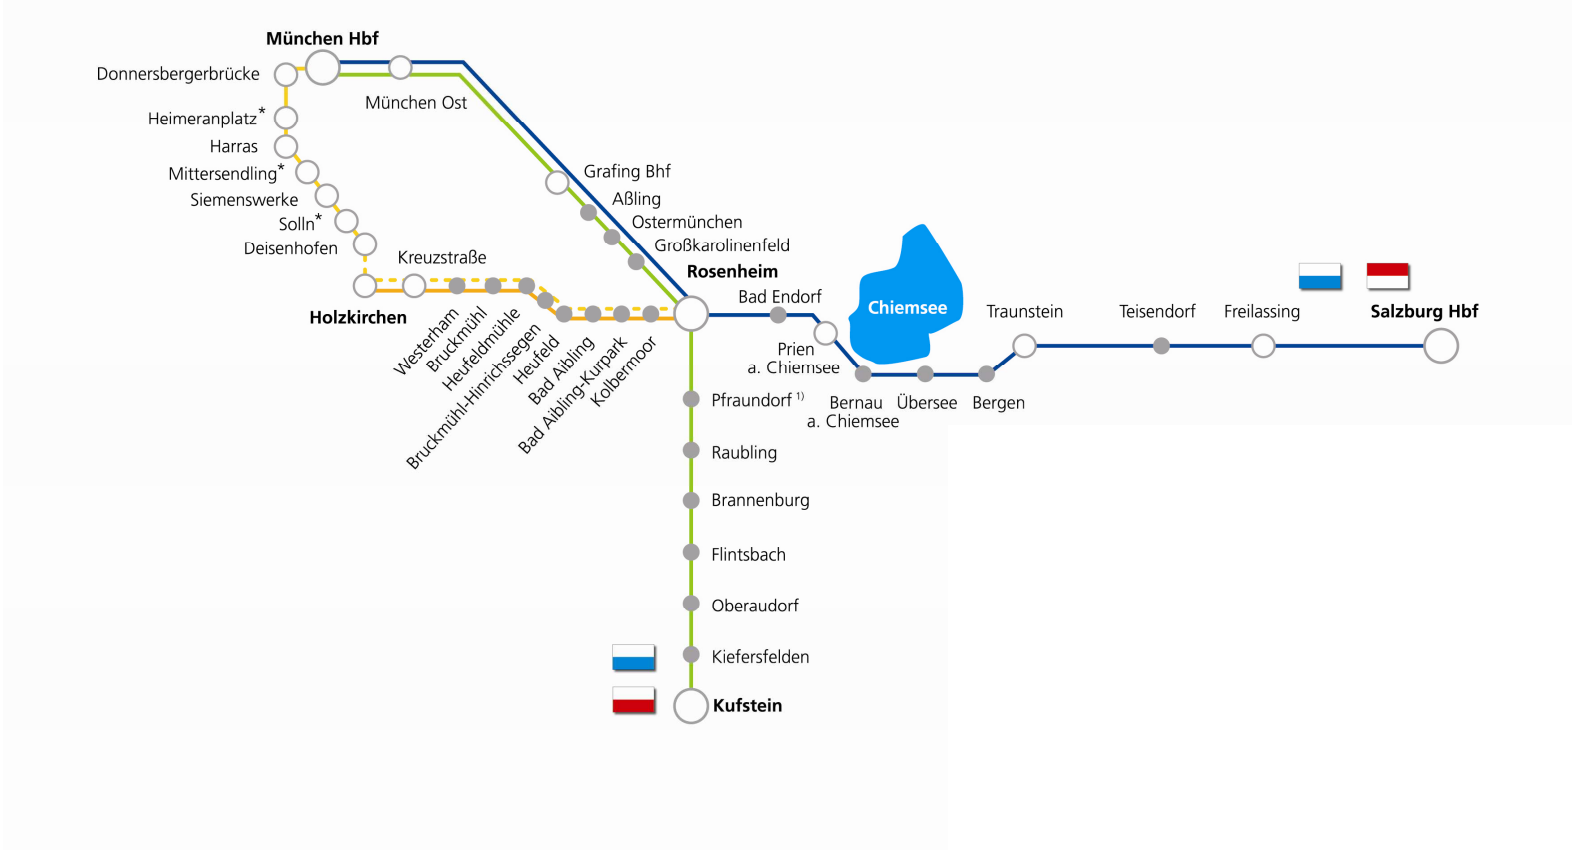 München Hbf
Donnersbergerbrücke
München Ost
Heimeranplatz*
Harras
Mittersendling*
Siemenswerke
Solln*
Deisenhofen
Grafing Bhf
Aßling
Ostermünchen
Großkarolinenfeld
Kreuzstraße
Rosenheim
Holzkirchen
Westerham
Bruckmühl
Heufeldmühle
Bruckmühl-Hinrichssegen
Heufeld
Bad Aibling
Bad Aibling-Kurpark
Kolbermoor
Bad Endorf
Chiemsee
Prien
a. Chiemsee
Bernau
a. Chiemsee
Übersee
Bergen
Traunstein
Teisendorf
Freilassing
Salzburg Hbf
Pfraundorf 1)
Raubling
Brannenburg
Flintsbach
Oberaudorf
Kiefersfelden
Kufstein